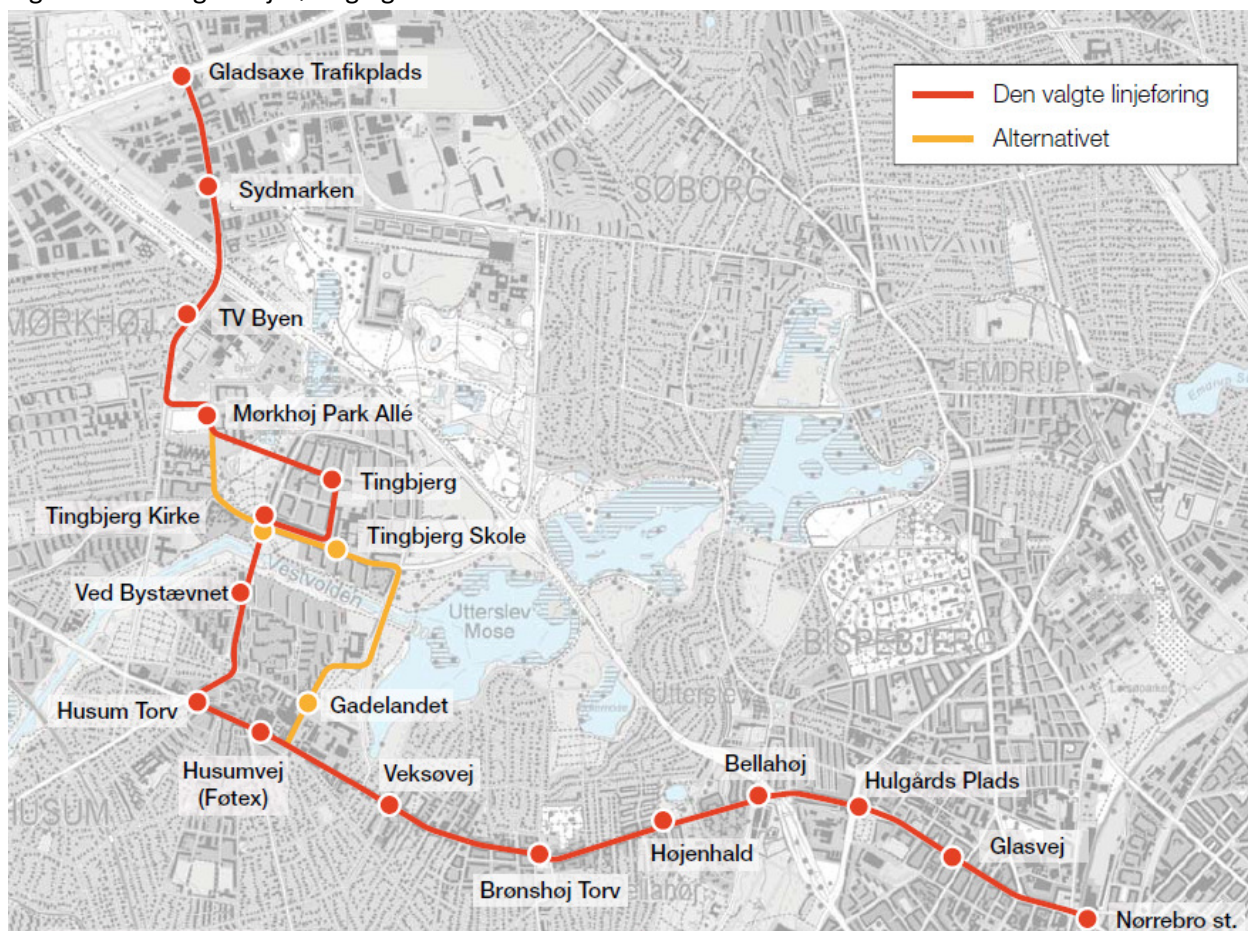 Gladsaxe Trafikplads
Den valgte linjeføring
Alternativet
Sydmarken
SØBORG
TV Byen
MØRKHØJ
EMDRUP
Mørkhøj Park Allé
Tingbjerg
Tingbjerg Kirke
Tingbjerg Skole
Vestvolden
Ved Bystævnet
Utterslev
Mose
BISPEBJERG
Utterslev
Husum Torv
Gadelandet
Husumvej
(Føtex)
Veksøvej
Bellahøj
Hulgårds Plads
HUSUM
Højenhald
Glasvej
Brønshøj Torv
Bellahøj
Nørrebro st.